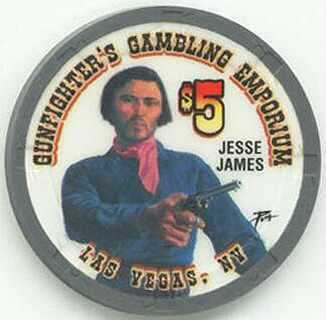 GUNFIGHTER'S GAMBLING EMPORIUM
$5
JESSE
JAMES
LAS VEGAS, NV